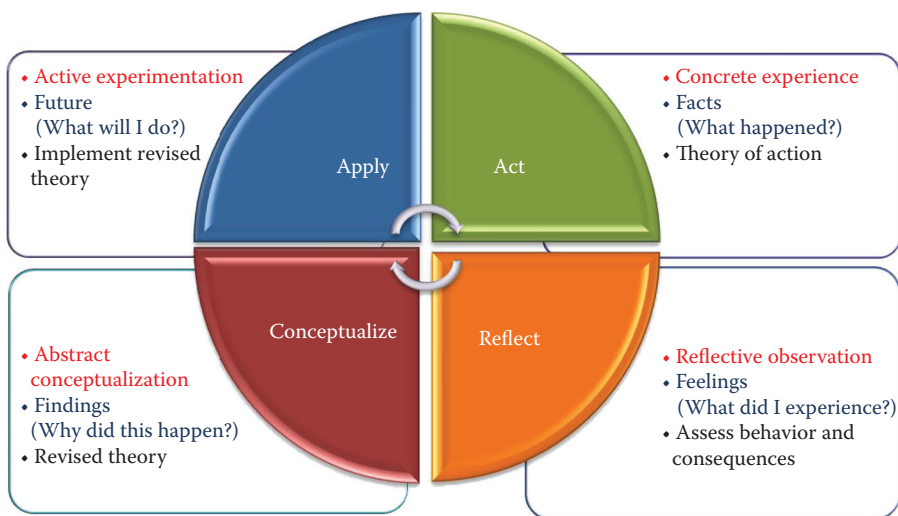 • Active experimentation
• Future
(What will I do?)
• Implement revised
theory
Apply
Act
• Concrete experience
• Facts
(What happened?)
• Theory of action
• Abstract
conceptualization
• Findings
(Why did this happen?)
• Revised theory
Conceptualize
Reflect
• Reflective observation
• Feelings
(What did I experience?)
• Assess behavior and
consequences